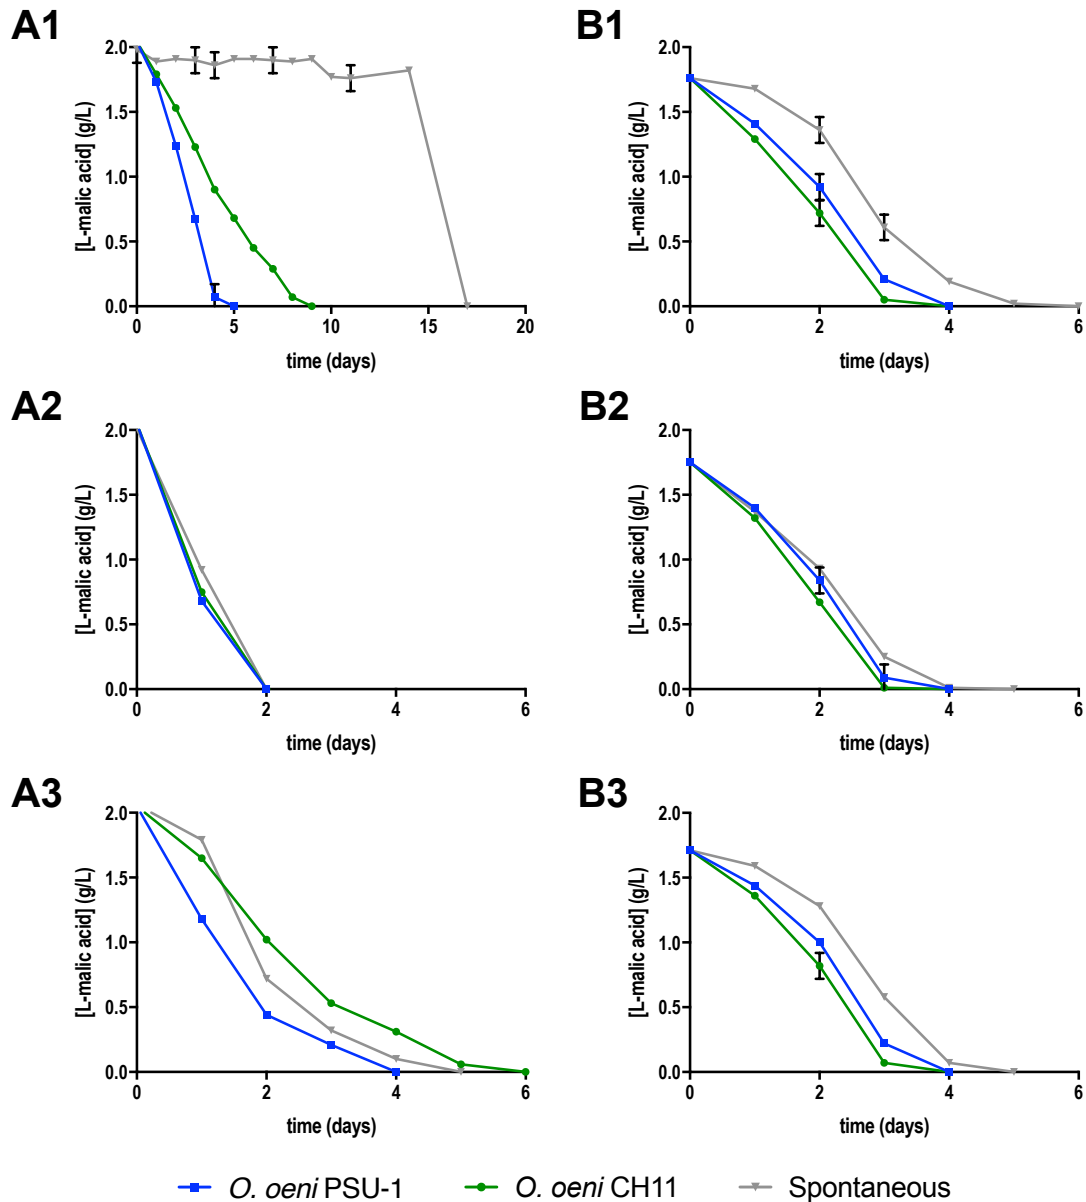 A1
2.0
1.5
1.0
0.5
0.0
[L-malic acid] (g/L)
0 5 10 15 20
time (days)
B1
2.0
1.5
1.0
0.5
0.0
[L-malic acid] (g/L)
0 2 4 6
time (days)
A2
2.0
1.5
1.0
0.5
0.0
[L-malic acid] (g/L)
0 2 4 6
time (days)
B2
2.0
1.5
1.0
0.5
0.0
[L-malic acid] (g/L)
0 2 4 6
time (days)
A3
2.0
1.5
1.0
0.5
0.0
[L-malic acid] (g/L)
0 2 4 6
time (days)
B3
2.0
1.5
1.0
0.5
0.0
[L-malic acid] (g/L)
0 2 4 6
time (days)
O. oeni PSU-1 O. oeni CH11 Spontaneous